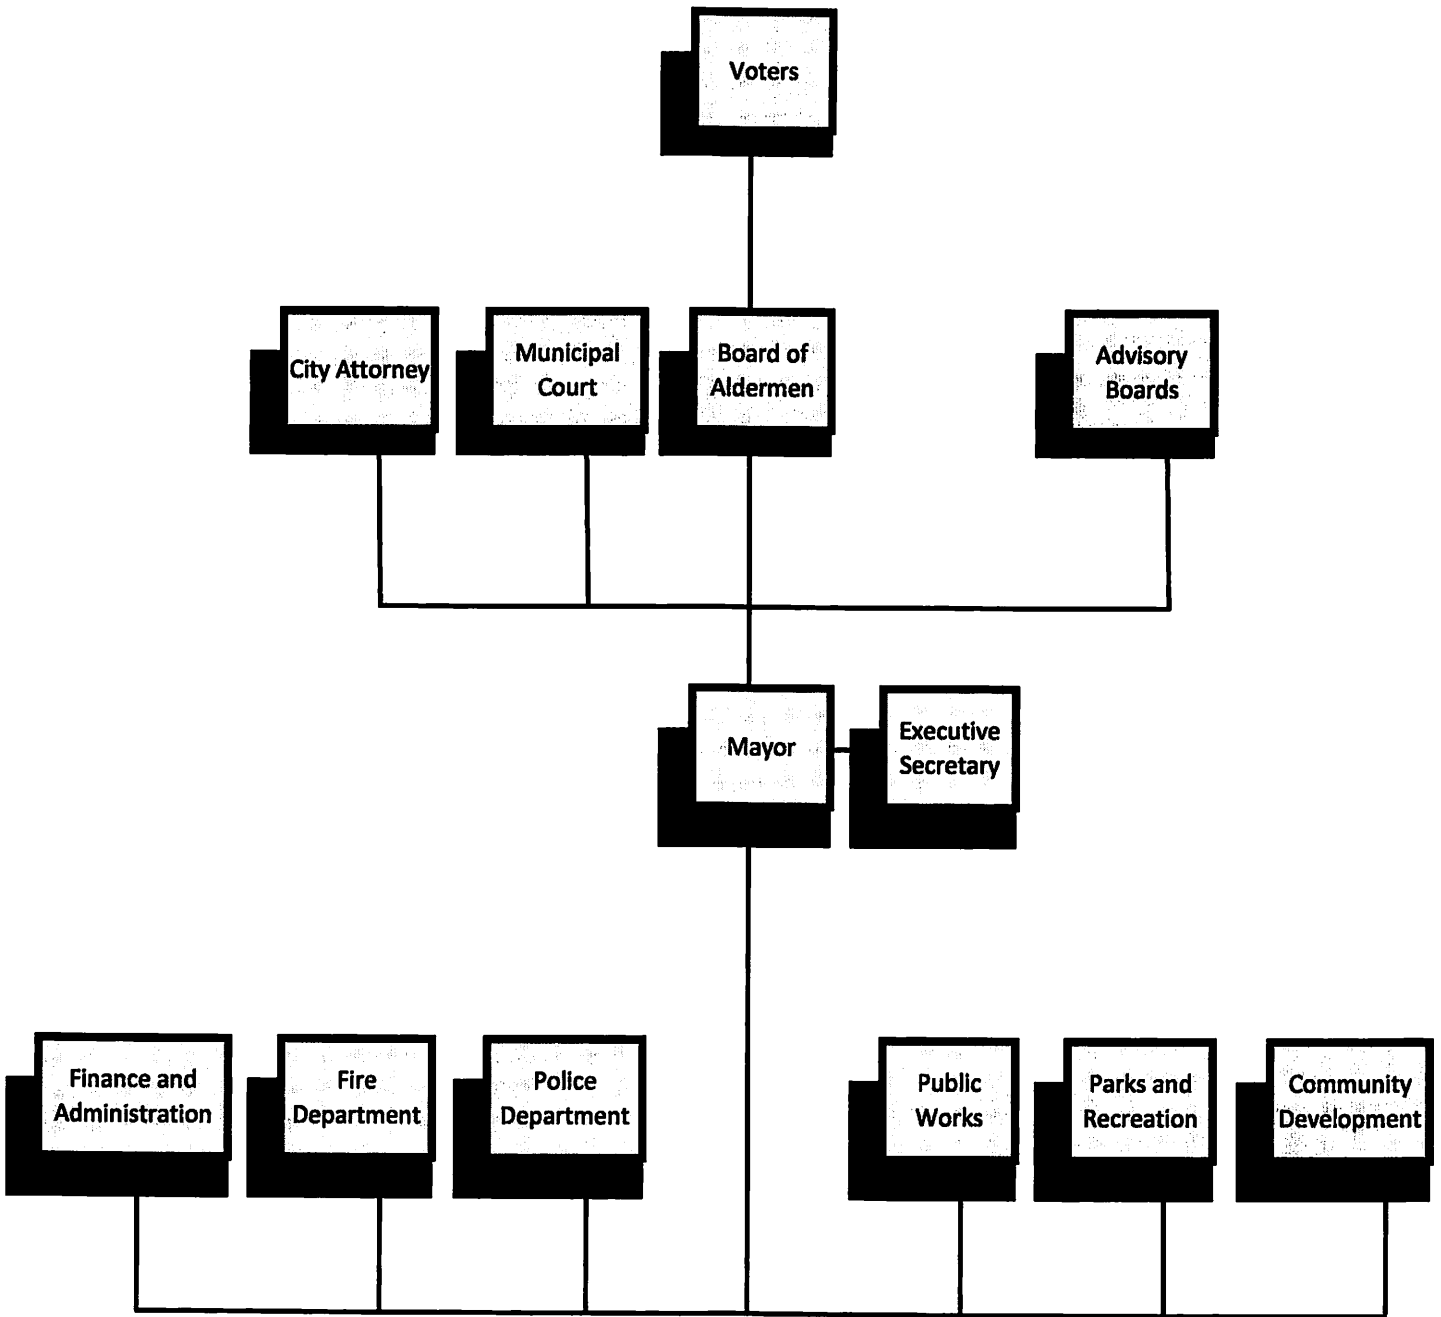 Voters
City Attorney
Municipal
Court
Board of
Aldermen
Advisory
Boards
Mayor
Executive
Secretary
Finance and
Administration
Fire
Department
Police
Department
Public
Works
Parks and
Recreation
Community
Development